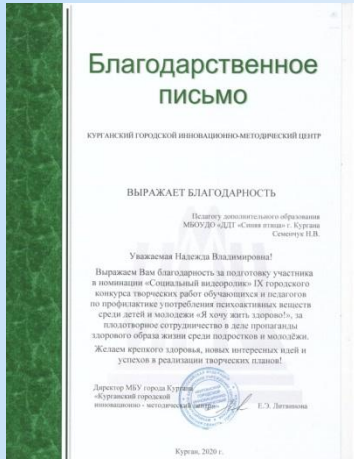 Благодарственное
письмо
КУРГАНСКИЙ ГОРОДСКОЙ ИННОВАЦИОННО-МЕТОДИЧЕСКИЙ ЦЕНТР
ВЫРАЖАЕТ БЛАГОДАРНОСТЬ
Педагогу дополнительного образования
МБОУДО «ДДТ «Синяя птица» г. Кургана
Семенчук Н.В.
Уважаемая Надежда Владимировна!
Выражаем Вам благодарность за подготовку участника
в номинации «Социальный видеоролик» IX городского
конкурса творческих работ обучающихся и педагогов
по профилактике употребления психоактивных веществ
среди детей и молодежи «Я хочу жить здорово!», за
плодотворное сотрудничество в деле пропаганды
здорового образа жизни среди подростков и молодёжи.
Желаем крепкого здоровья, новых интересных идей и
успехов в реализации творческих планов!
Директор МБУ города Кургана
«Курганский городской
инновационно - методический центр»
Е.Э. Литвинова
Курган, 2020 г.